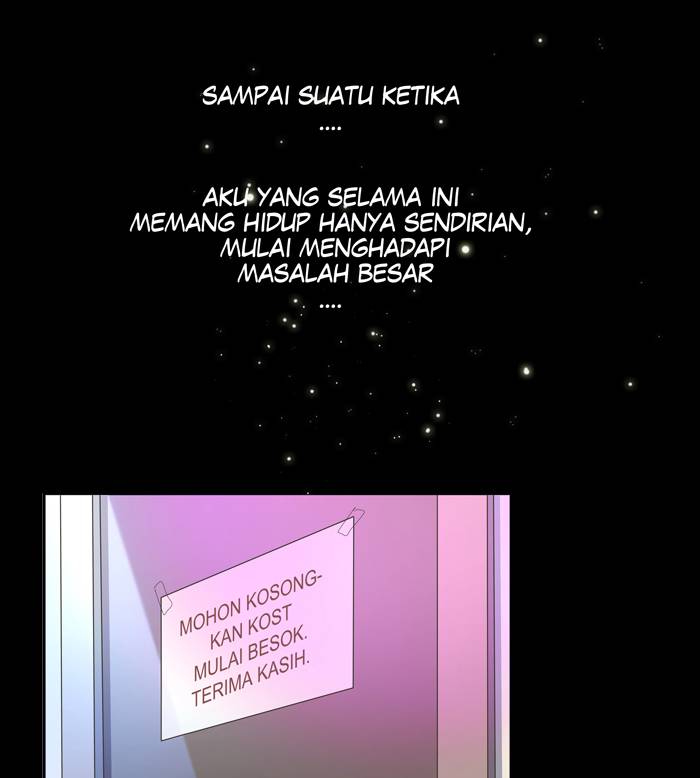 SAMPAI SUATU KETIKA
....
AKU YANG SELAMA INI
MEMANG HIDUP HANYA SENDIRIAN,
MULAI MENGHADAPI
MASALAH BESAR
....
MOHON KOSONG-
KAN KOST
MULAI BESOK.
TERIMA KASIH.